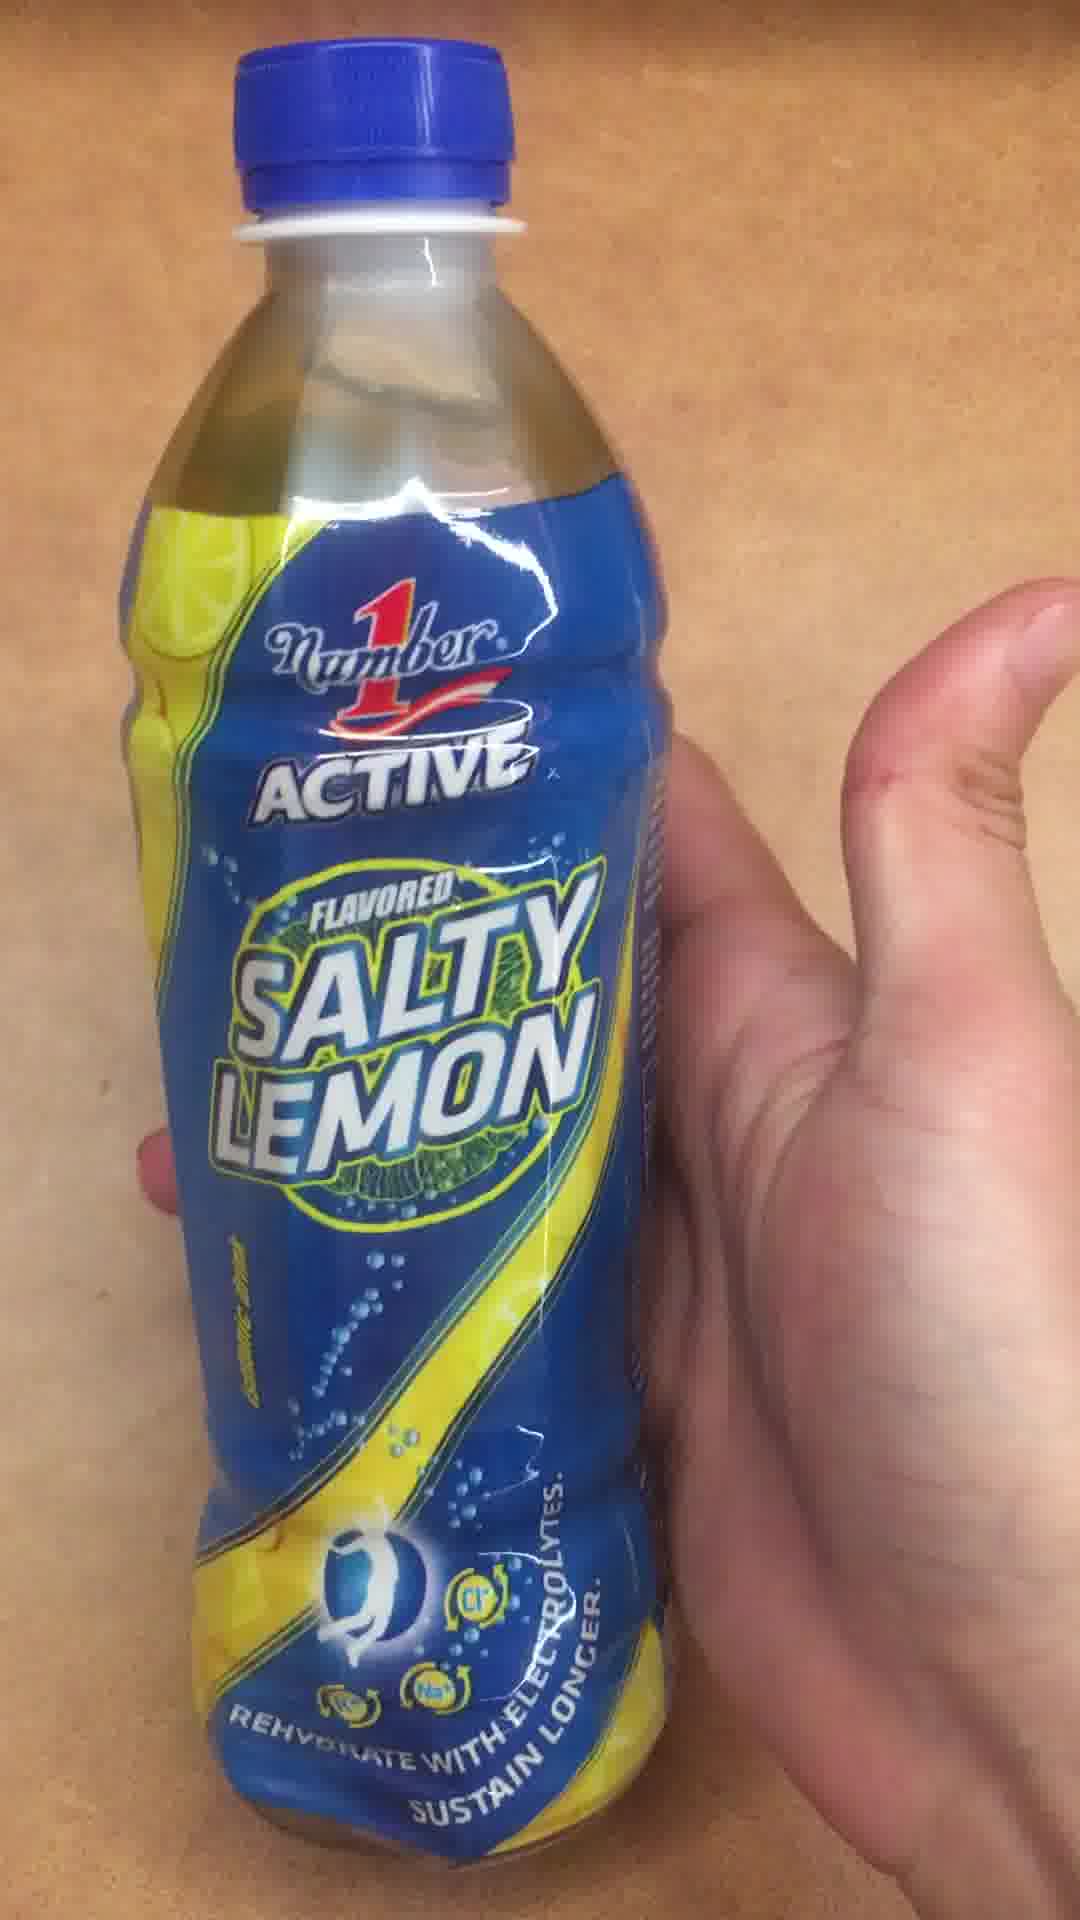 Number 1
ACTIVE
FLAVORED
SALTY
LEMON
Cl-
Na+
REHYDRATE WITH ELECTROLYTES.
SUSTAIN LONGER.